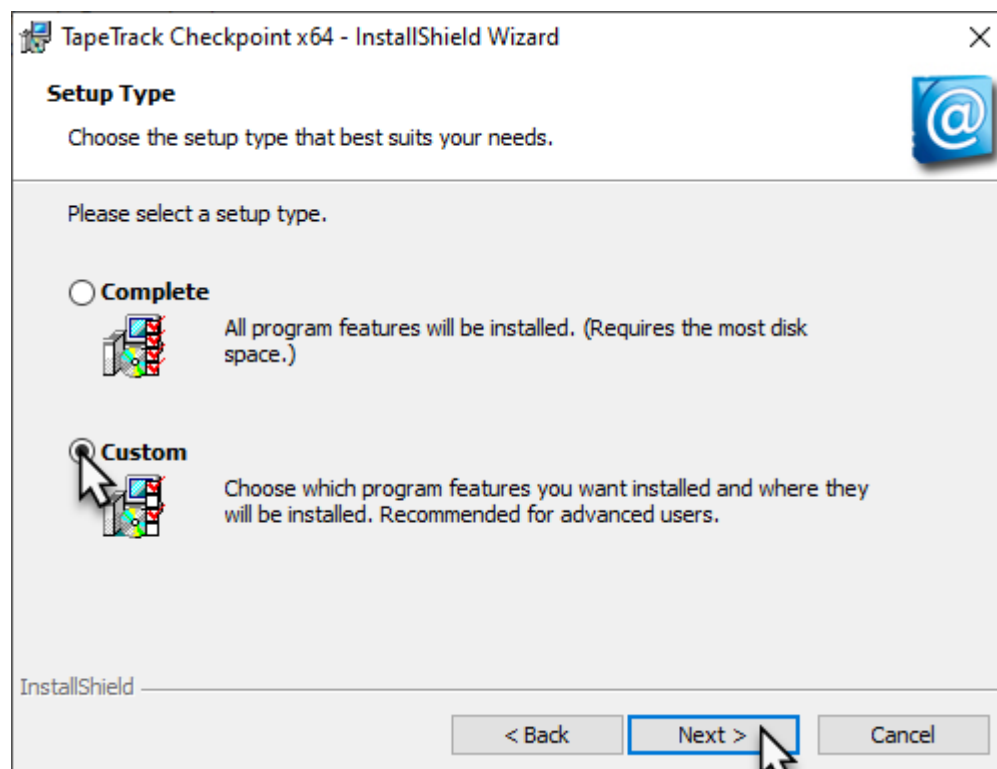 TapeTrack Checkpoint x64 - InstallShield Wizard
Setup Type
Choose the setup type that best suits your needs.
Please select a setup type.
Complete
All program features will be installed. (Requires the most disk
space.)
Custom
Choose which program features you want installed and where they
will be installed. Recommended for advanced users.
InstallShield
< Back
Next >
Cancel